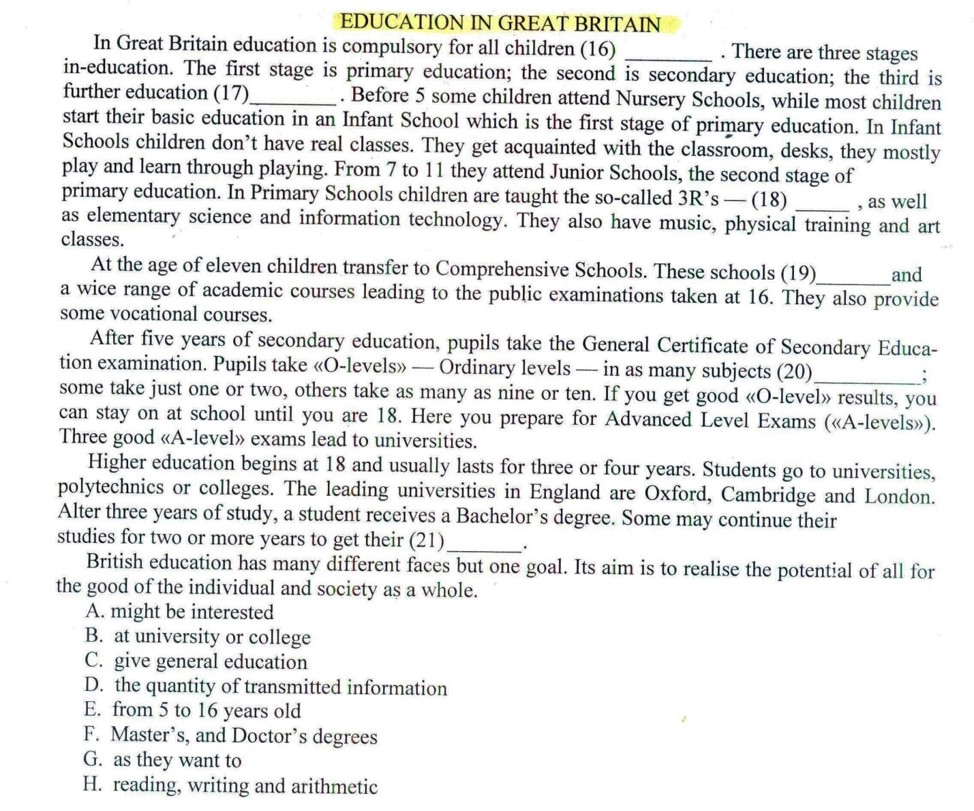 EDUCATION IN GREAT BRITAIN
In Great Britain education is compulsory for all children (16) ________ . There are three stages
in-education. The first stage is primary education; the second is secondary education; the third is
further education (17)________ . Before 5 some children attend Nursery Schools, while most children
start their basic education in an Infant School which is the first stage of primary education. In Infant
Schools children don't have real classes. They get acquainted with the classroom, desks, they mostly
play and learn through playing. From 7 to 11 they attend Junior Schools, the second stage of
primary education. In Primary Schools children are taught the so-called 3R's — (18) _____ , as well
as elementary science and information technology. They also have music, physical training and art
classes.
At the age of eleven children transfer to Comprehensive Schools. These schools (19)_______and
a wice range of academic courses leading to the public examinations taken at 16. They also provide
some vocational courses.
After five years of secondary education, pupils take the General Certificate of Secondary Educa-
tion examination. Pupils take «O-levels» — Ordinary levels — in as many subjects (20)__________;
some take just one or two, others take as many as nine or ten. If you get good «O-level» results, you
can stay on at school until you are 18. Here you prepare for Advanced Level Exams («A-levels»).
Three good «A-level» exams lead to universities.
Higher education begins at 18 and usually lasts for three or four years. Students go to universities,
polytechnics or colleges. The leading universities in England are Oxford, Cambridge and London.
Alter three years of study, a student receives a Bachelor's degree. Some may continue their
studies for two or more years to get their (21)_______.
British education has many different faces but one goal. Its aim is to realise the potential of all for
the good of the individual and society as a whole.
A. might be interested
B. at university or college
C. give general education
D. the quantity of transmitted information
E. from 5 to 16 years old
F. Master's, and Doctor's degrees
G. as they want to
H. reading, writing and arithmetic